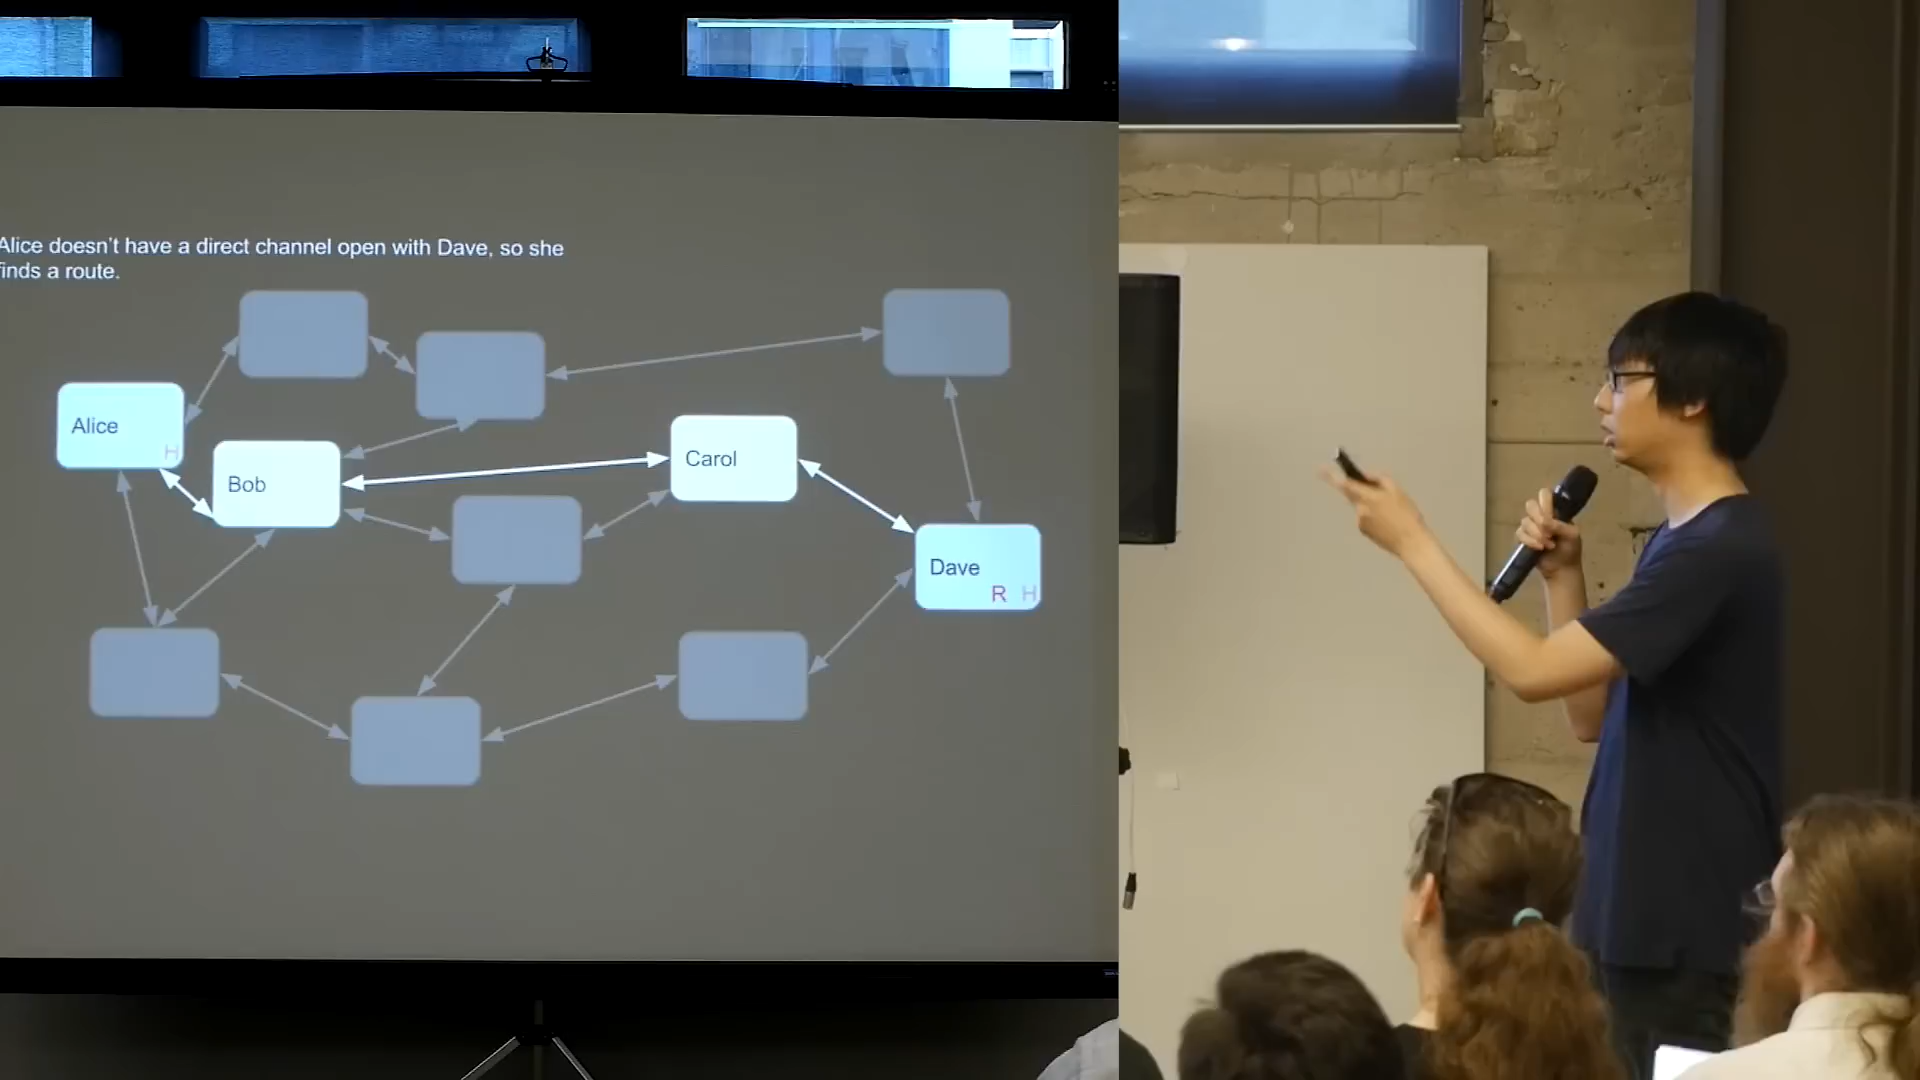 Alice doesn't have a direct channel open with Dave, so she
finds a route.
Alice
H
Bob
Carol
Dave
R H